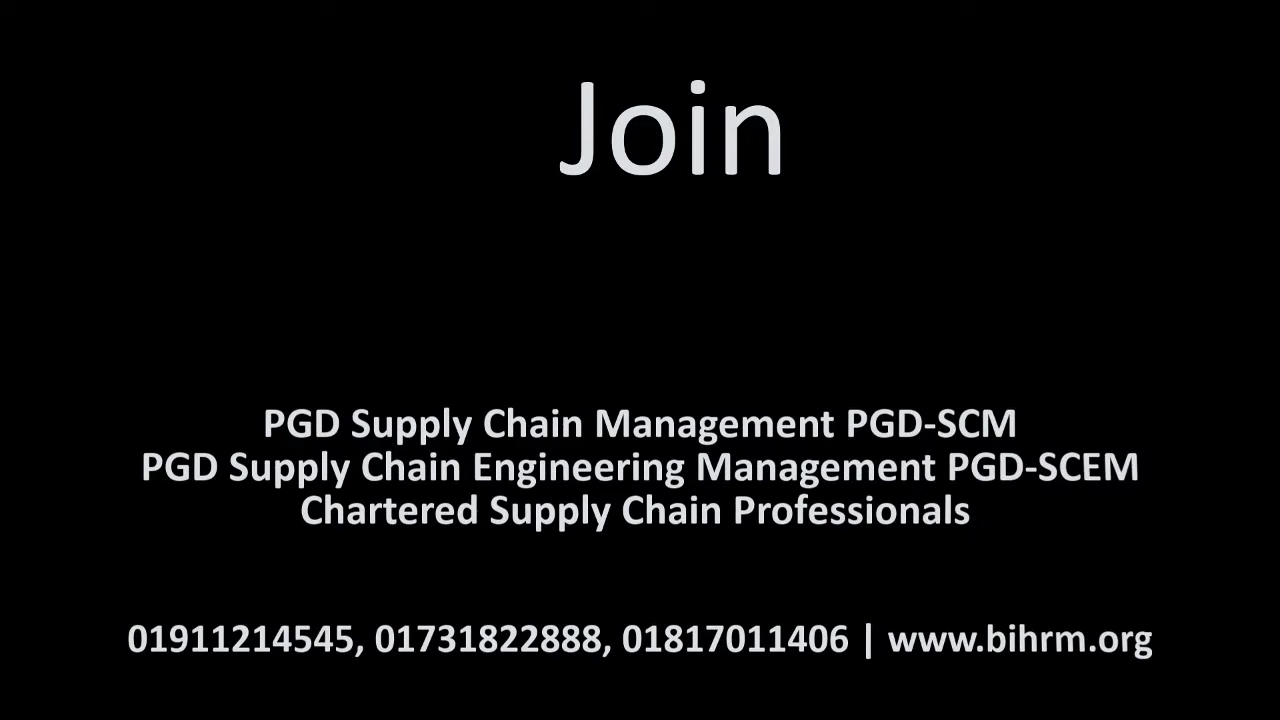 Join
PGD Supply Chain Management PGD-SCM
PGD Supply Chain Engineering Management PGD-SCEM
Chartered Supply Chain Professionals
01911214545, 01731822888, 01817011406 | www.bihrm.org